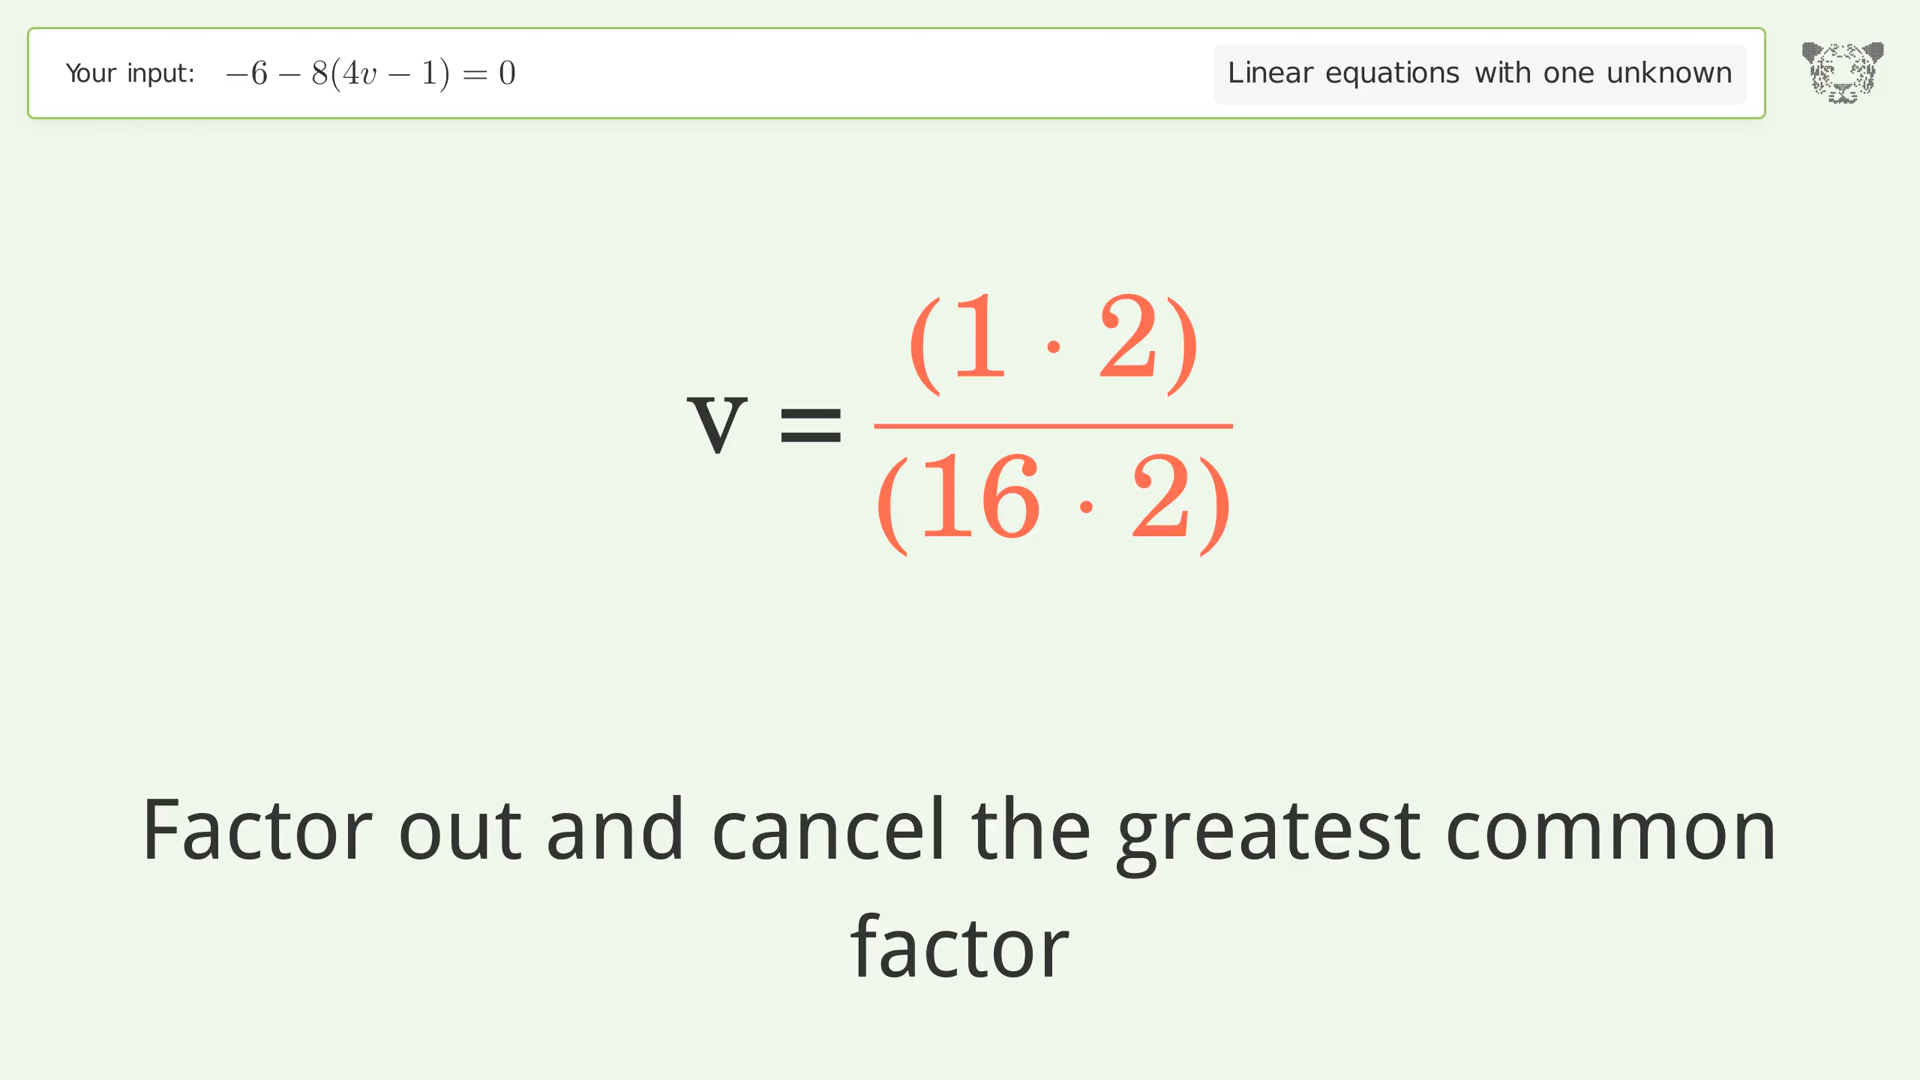 Your input: −6 − 8(4v − 1) = 0
Linear equations with one unknown
v = (1 · 2) / (16 · 2)
Factor out and cancel the greatest common
factor